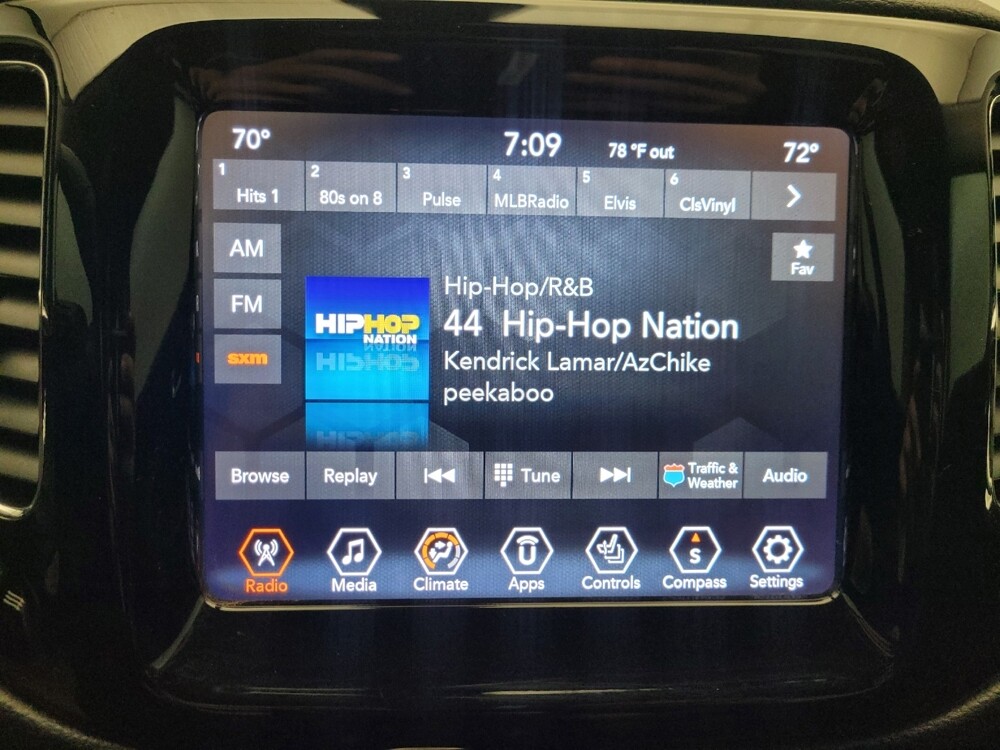 70° 7:09 78 °F out 72°
1 Hits 1
2 80s on 8
3 Pulse
4 MLBRadio
5 Elvis
6 ClsVinyl
AM
FM
sxm
Fav
HIPHOP
NATION
Hip-Hop/R&B
44 Hip-Hop Nation
Kendrick Lamar/AzChike
peekaboo
Browse
Replay
Tune
Traffic &
Weather
Audio
S
Radio
Media
Climate
Apps
Controls
Compass
Settings